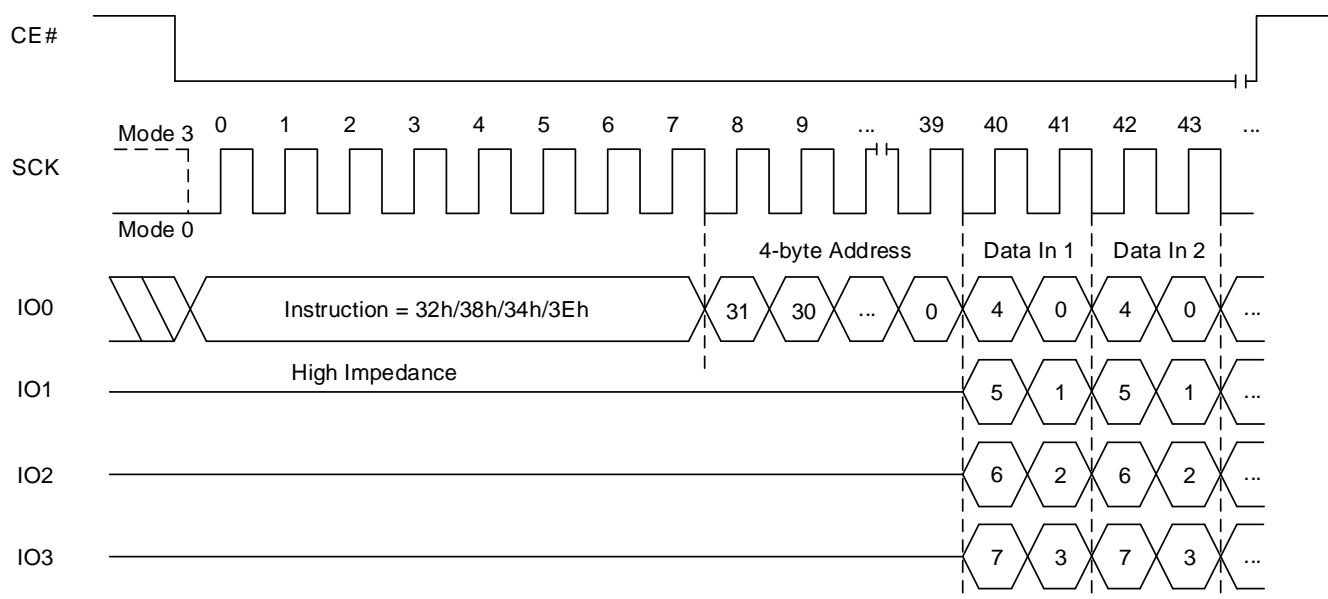 CE#
Mode 3 0 1 2 3 4 5 6 7 8 9 ... 39 40 41 42 43 ...
SCK
Mode 0
4-byte Address Data In 1 Data In 2
IO0 Instruction = 32h/38h/34h/3Eh 31 30 ... 0 4 0 4 0 ...
High Impedance
IO1 5 1 5 1 ...
IO2 6 2 6 2 ...
IO3 7 3 7 3 ...